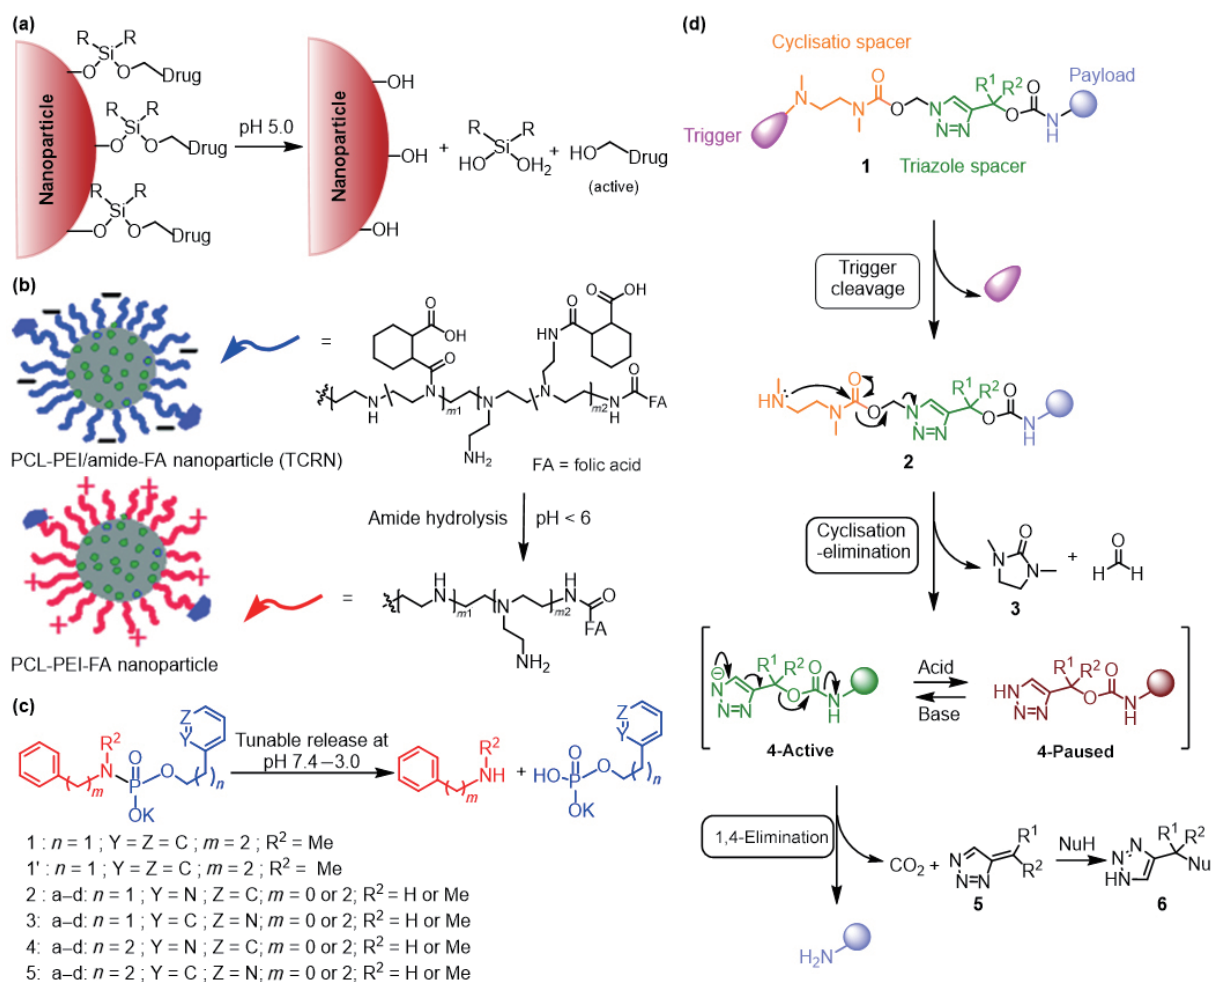 (a)
R R
Si
O O Drug
R R
Si
O O Drug
R R
Si
O O Drug
Nanoparticle
pH 5.0
Nanoparticle
OH
OH
OH
+
R R
Si
HO OH2
+
HO Drug
(active)
(b)
=
O
OH
O
N
H
N
m1
N
NH2
O
OH
O
HN
N
m2
N
H
O
FA
PCL-PEI/amide-FA nanoparticle (TCRN)
FA = folic acid
Amide hydrolysis
pH < 6
=
H
N
m1
N
m2
H
N
O
FA
NH2
PCL-PEI-FA nanoparticle
(c)
R2
N
m
O
P
OK
O
n
Z
Y
Tunable release at
pH 7.4–3.0
R2
NH
m
+
O
HO P
OK
O
n
Z
Y
1 : n = 1 ; Y = Z = C ; m = 2 ; R2 = Me
1' : n = 1 ; Y = Z = C ; m = 2 ; R2 = Me
2 : a–d: n = 1 ; Y = N ; Z = C; m = 0 or 2; R2 = H or Me
3 : a–d: n = 1 ; Y = C ; Z = N; m = 0 or 2; R2 = H or Me
4 : a–d: n = 2 ; Y = N ; Z = C; m = 0 or 2; R2 = H or Me
5: a–d: n = 2 ; Y = C ; Z = N; m = 0 or 2; R2 = H or Me
(d)
Cyclisatio spacer
Payload
Trigger
N
N
O
O
N
N=N
R1 R2
O
O
N
H
1
Triazole spacer
Trigger
cleavage
HN:
N
O
O
N
N=N
R1 R2
O
O
N
H
2
Cyclisation
-elimination
O
N N
3
+
O
H H
N
N=N
R1 R2
O
O
N
H
4-Active
Acid
Base
HN
N=N
R1 R2
O
O
N
H
4-Paused
1,4-Elimination
CO2 +
N
N=N
R1
R2
5
NuH
N
N
HN
R1 R2
Nu
6
H2N